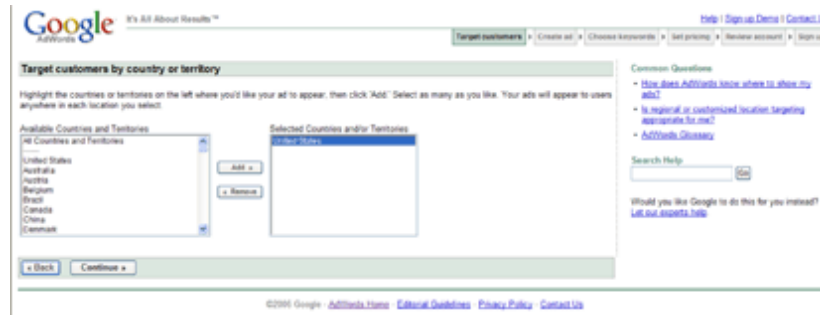 Google
AdWords
It's All About Results™
Help | Sign up Demo | Contact
Target customers > Create ad > Choose keywords > Set pricing > Review account > Sign
Target customers by country or territory
Highlight the countries or territories on the left where you'd like your ad to appear, then click 'Add.' Select as many as you like. Your ads will appear to users
anywhere in each location you select.
Available Countries and Territories
All Countries and Territories
------
United States
Australia
Austria
Belgium
Brazil
Canada
China
Denmark
Add »
« Remove
Selected Countries and/or Territories
United States
« Back
Continue »
Common Questions
• How does AdWords know where to show my
ads?
• Is regional or customized location targeting
appropriate for me?
• AdWords Glossary
Search Help
Go
Would you like Google to do this for you instead?
Let our experts help
Google - AdWords Home - Editorial Guidelines - Privacy Policy - Contact Us